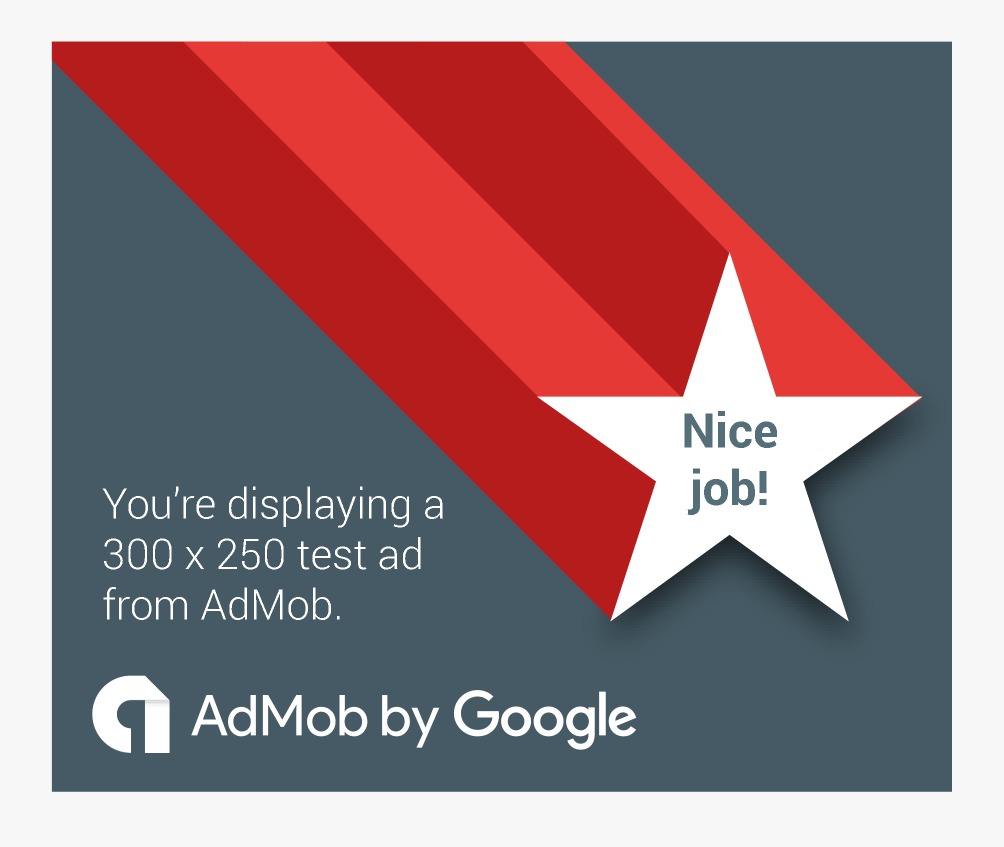 Nice
job!
You’re displaying a
300 x 250 test ad
from AdMob.
AdMob by Google